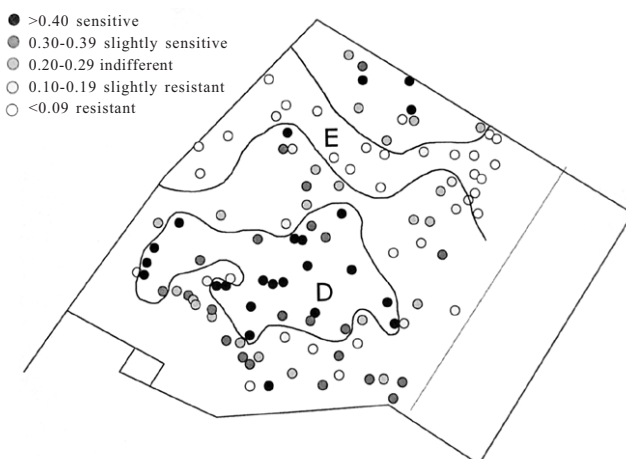 >0.40 sensitive
0.30-0.39 slightly sensitive
0.20-0.29 indifferent
0.10-0.19 slightly resistant
<0.09 resistant
E
D